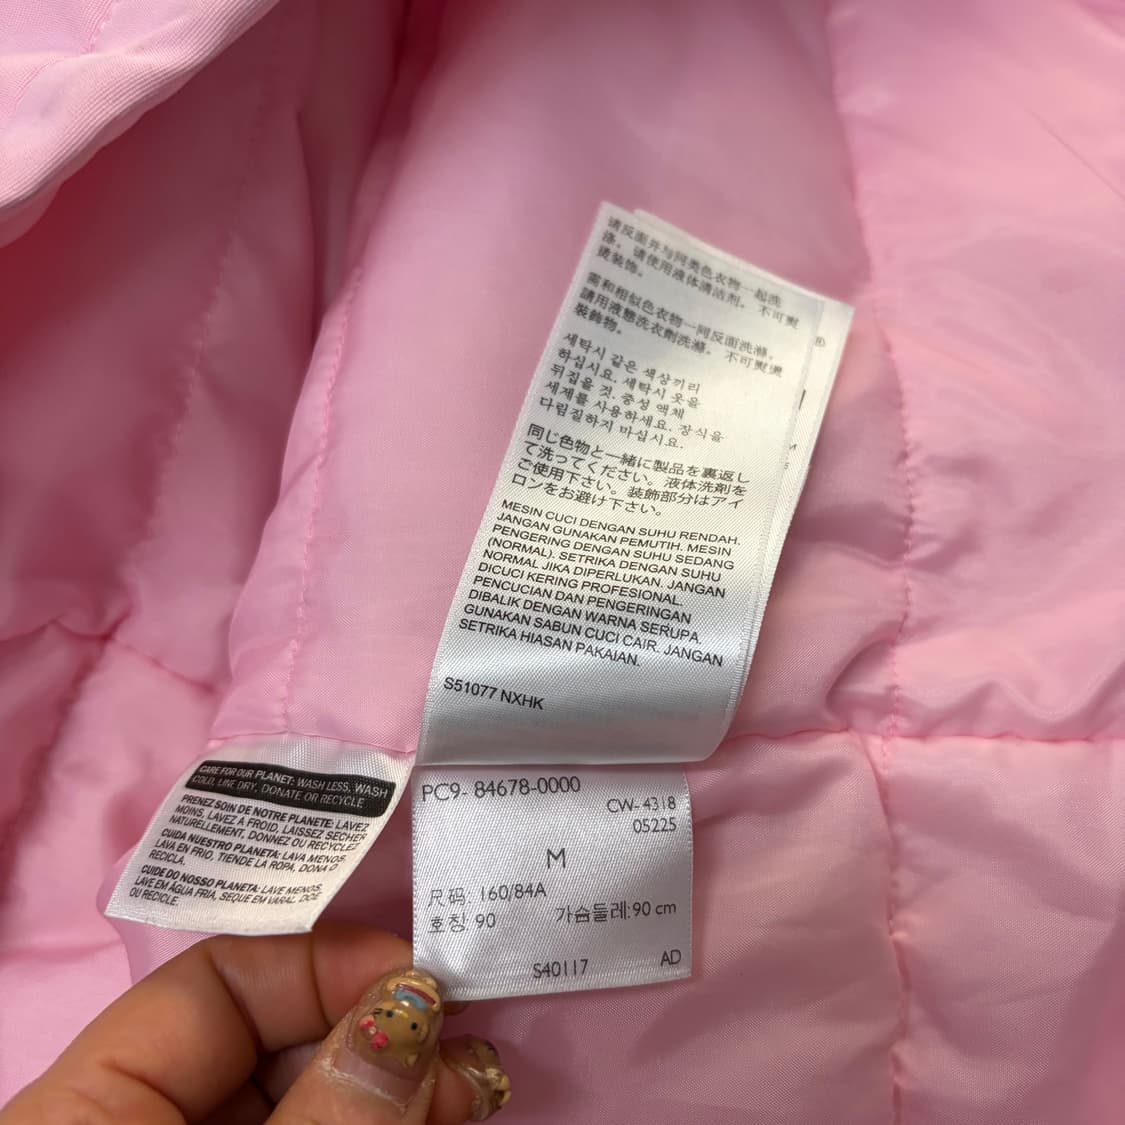 请反面并与同类色衣物一起洗
涤。请使用液体清洁剂。不可熨
烫装饰。
需和相似色衣物一同反面洗滌。
請用液態洗衣劑洗滌。不可熨燙
裝飾物。
세탁시 같은 색상끼리
하십시요. 세탁시 옷을
뒤집을 것. 중성 액체
세제를 사용하세요. 장식을
다림질하지 마십시요.
同じ色物と一緒に製品を裏返し
て洗ってください。液体洗剤を
ご使用下さい。装飾部分はアイ
ロンをお避け下さい。
MESIN CUCI DENGAN SUHU RENDAH.
JANGAN GUNAKAN PEMUTIH. MESIN
PENGERING DENGAN SUHU SEDANG
(NORMAL). SETRIKA DENGAN SUHU
NORMAL JIKA DIPERLUKAN. JANGAN
DICUCI KERING PROFESIONAL.
PENCUCIAN DAN PENGERINGAN
DIBALIK DENGAN WARNA SERUPA.
GUNAKAN SABUN CUCI CAIR. JANGAN
SETRIKA HIASAN PAKAIAN.
S51077 NXHK
CARE FOR OUR PLANET: WASH LESS, WASH
COLD, LINE DRY, DONATE OR RECYCLE
PRENEZ SOIN DE NOTRE PLANETE: LAVEZ
MOINS, LAVEZ A FROID, LAISSEZ SECHER
NATURELLEMENT, DONNEZ OU RECYCLEZ
CUIDA NUESTRO PLANETA: LAVA MENOS,
LAVA EN FRIO, TIENDE LA ROPA, DONA O
RECICLA.
CUIDE DO NOSSO PLANETA: LAVE MENOS,
LAVE EM ÁGUA FRIA, SEQUE EM VARAL, DOE
OU RECICLE.
PC9- 84678-0000
CW-4318
05225
M
尺码: 160/84A
호칭: 90 가슴둘레:90 cm
S40117 AD